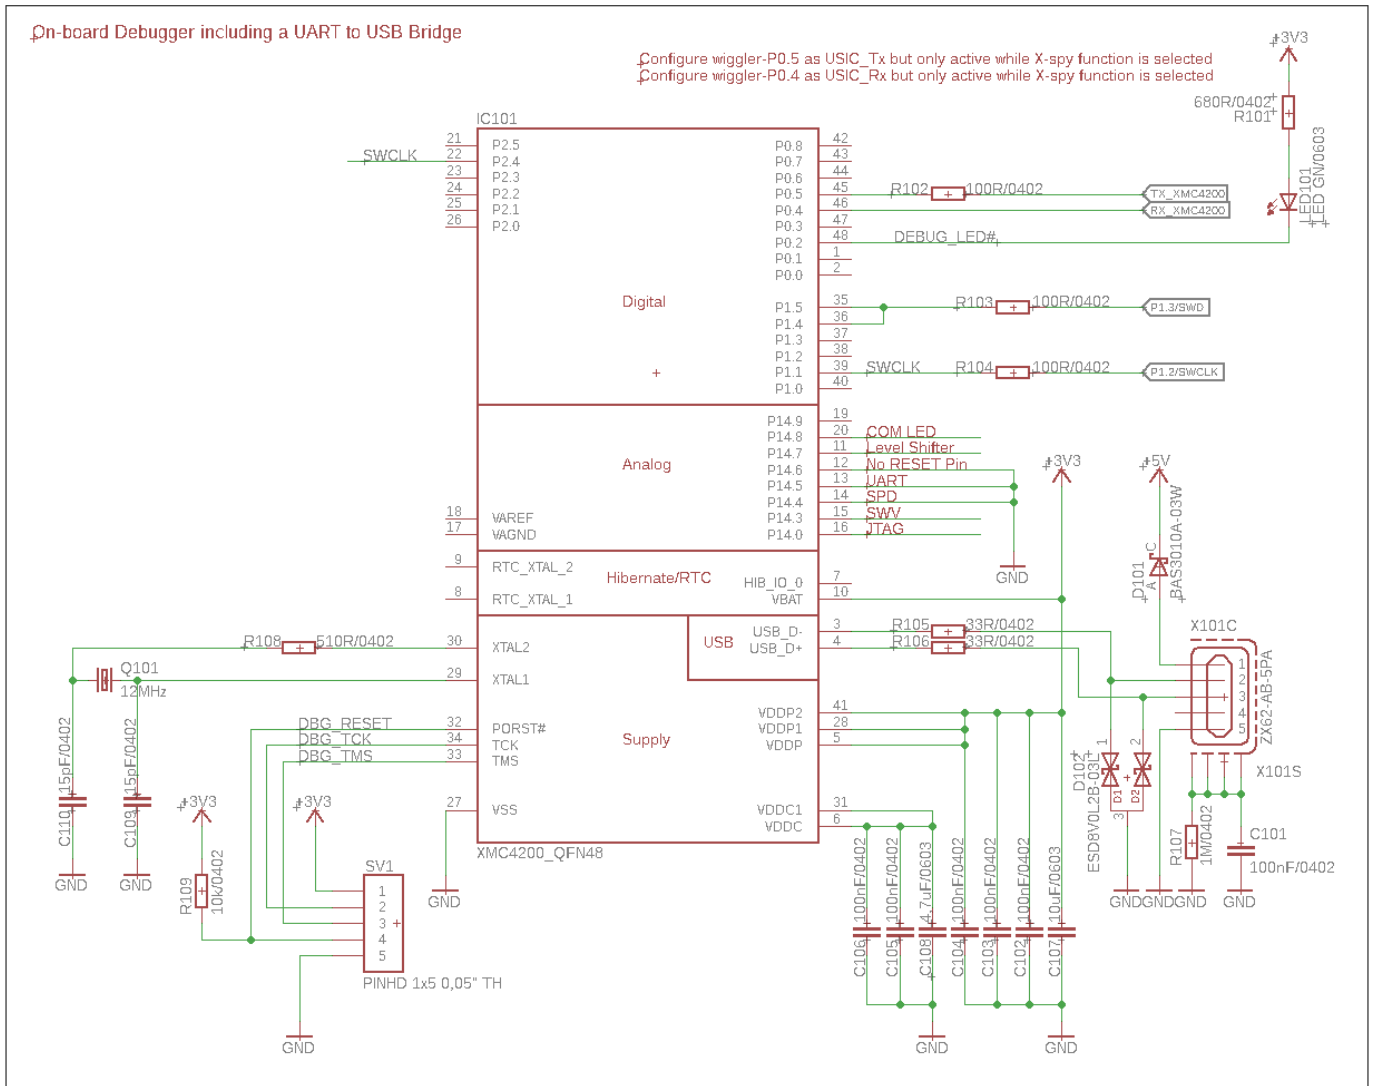 On-board Debugger including a UART to USB Bridge
Configure wiggler-P0.5 as USIC_Tx but only active while X-spy function is selected
Configure wiggler-P0.4 as USIC_Rx but only active while X-spy function is selected
+3V3
680R/0402
R101
LED101
LED GN/0603
IC101
21 P2.5
SWCLK 22 P2.4
23 P2.3
24 P2.2
25 P2.1
26 P2.0
P0.8 42
P0.7 43
P0.6 44
P0.5 45 R102 100R/0402 TX_XMC4200
P0.4 46 RX_XMC4200
P0.3 47
P0.2 48 DEBUG_LED#
P0.1 1
P0.0 2
Digital
P1.5 35 R103 100R/0402 P1.3/SWD
P1.4 36
P1.3 37
P1.2 38
P1.1 39 SWCLK R104 100R/0402 P1.2/SWCLK
P1.0 40
Analog
P14.9 19
P14.8 20 COM LED
P14.7 11 Level Shifter
P14.6 12 No RESET Pin
P14.5 13 UART
P14.4 14 SPD
P14.3 15 SWV
P14.0 16 JTAG
GND
18 VAREF
17 VAGND
9 RTC_XTAL_2
8 RTC_XTAL_1
Hibernate/RTC
HIB_IO_0 7
VBAT 10
+3V3
+5V
D101
C
A
BAS3010A-03W
USB
USB_D- 3 R105 33R/0402
USB_D+ 4 R106 33R/0402
X101C
1
2
3
4
5
ZX62-AB-5PA
X101S
R108 510R/0402 30 XTAL2
Q101
12MHz
29 XTAL1
C110 15pF/0402
C109 15pF/0402
GND
GND
DBG_RESET 32 PORST#
DBG_TCK 34 TCK
DBG_TMS 33 TMS
Supply
27 VSS
GND
VDDP2 41
VDDP1 28
VDDP 5
VDDC1 31
VDDC 6
XMC4200_QFN48
+3V3
R109
10k/0402
+3V3
SV1
1
2
3
4
5
PINHD 1x5 0,05" TH
GND
C106 100nF/0402
C105 100nF/0402
C108 4,7uF/0603
C104 100nF/0402
C103 100nF/0402
C102 100nF/0402
C107 10uF/0603
GND
GND
D102
ESD8V0L2B-03L
1
2
D1
D2
3
R107
1M/0402
C101
100nF/0402
GND
GND
GND
GND